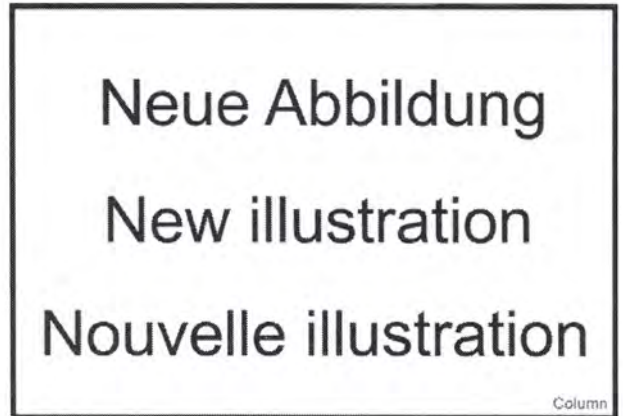 Neue Abbildung
New illustration
Nouvelle illustration
Column